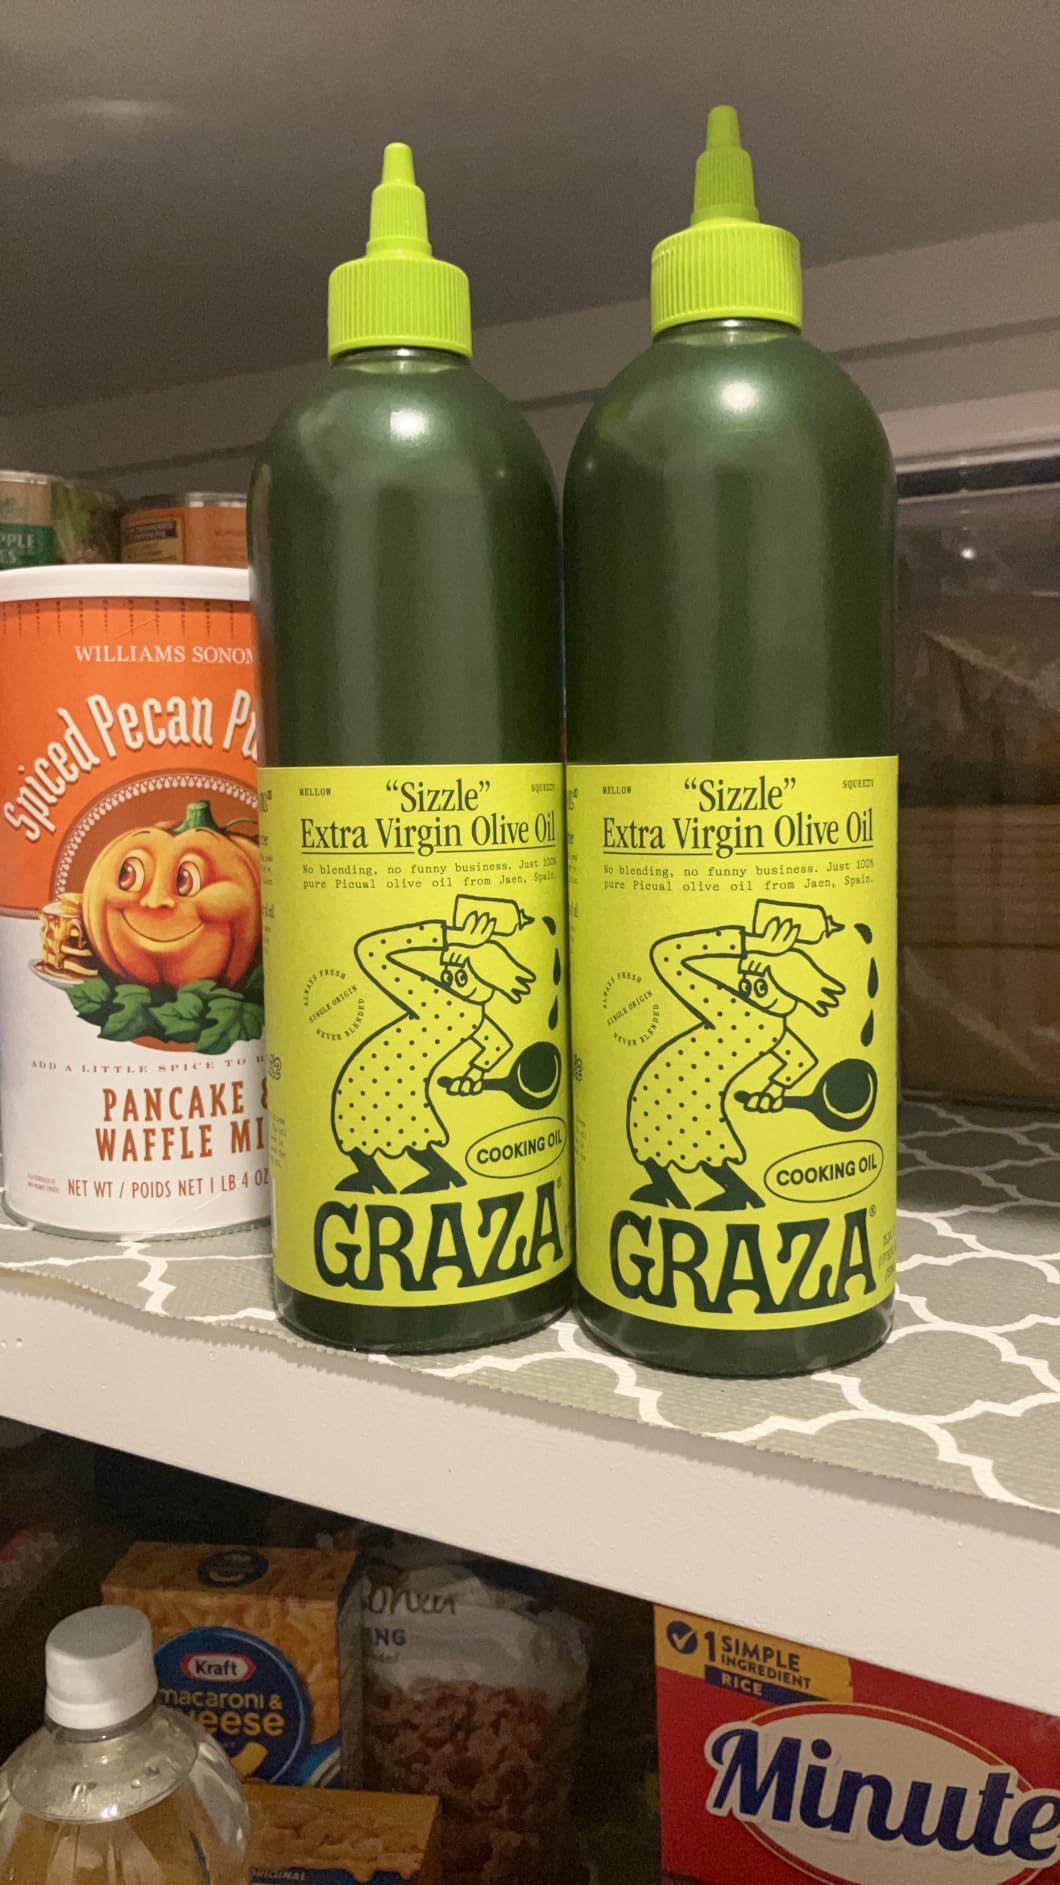 WILLIAMS SONOM
Spiced Pecan Pu
ADD A LITTLE SPICE TO
PANCAKE &
WAFFLE MI
NET WT / POIDS NET 1 LB 4 OZ
MELLOW
"Sizzle"
SQUEEZY
Extra Virgin Olive Oil
No blending, no funny business. Just 100%
pure Picual olive oil from Jaen, Spain.
ALWAYS FRESH
SINGLE ORIGIN
NEVER BLENDED
COOKING OIL
GRAZA®
MELLOW
"Sizzle"
SQUEEZY
Extra Virgin Olive Oil
No blending, no funny business. Just 100%
pure Picual olive oil from Jaen, Spain.
ALWAYS FRESH
SINGLE ORIGIN
NEVER BLENDED
COOKING OIL
GRAZA®
Kraft
macaroni &
eese
ORIGINAL
NG
1 SIMPLE
INGREDIENT
RICE
Minute